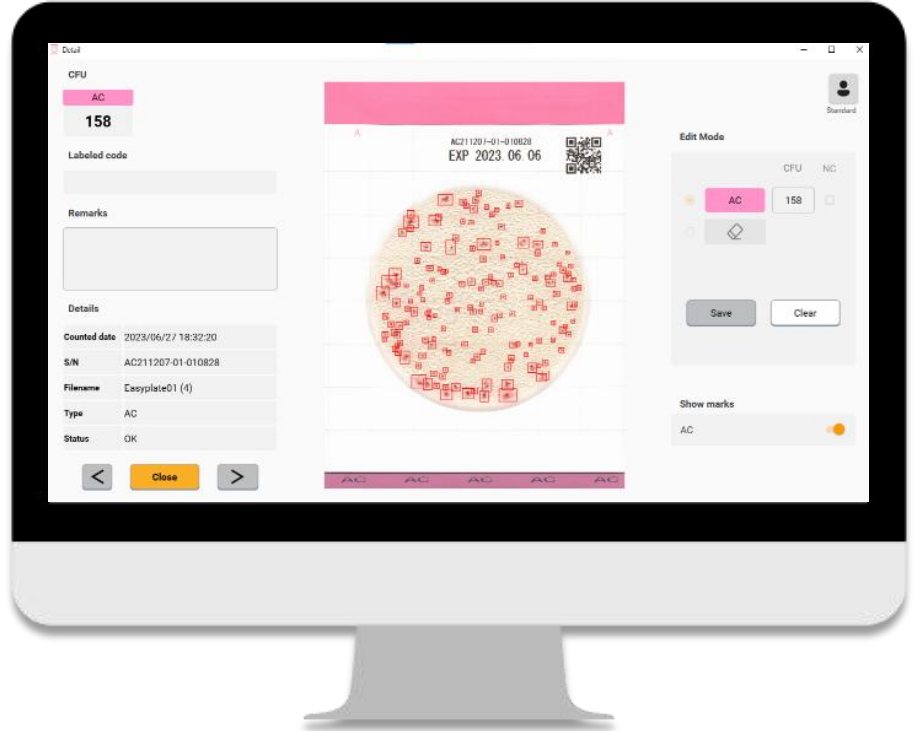 Detail
CFU
AC
158
Labeled code
Remarks
Details
Counted date 2023/06/27 18:32:20
S/N AC211207-01-010828
Filename Easyplate01 (4)
Type AC
Status OK
< Close >
A A
AC211207-01-010828
EXP 2023. 06. 06
AC AC AC AC AC
Standard
Edit Mode
CFU NC
AC 158
Save Clear
Show marks
AC